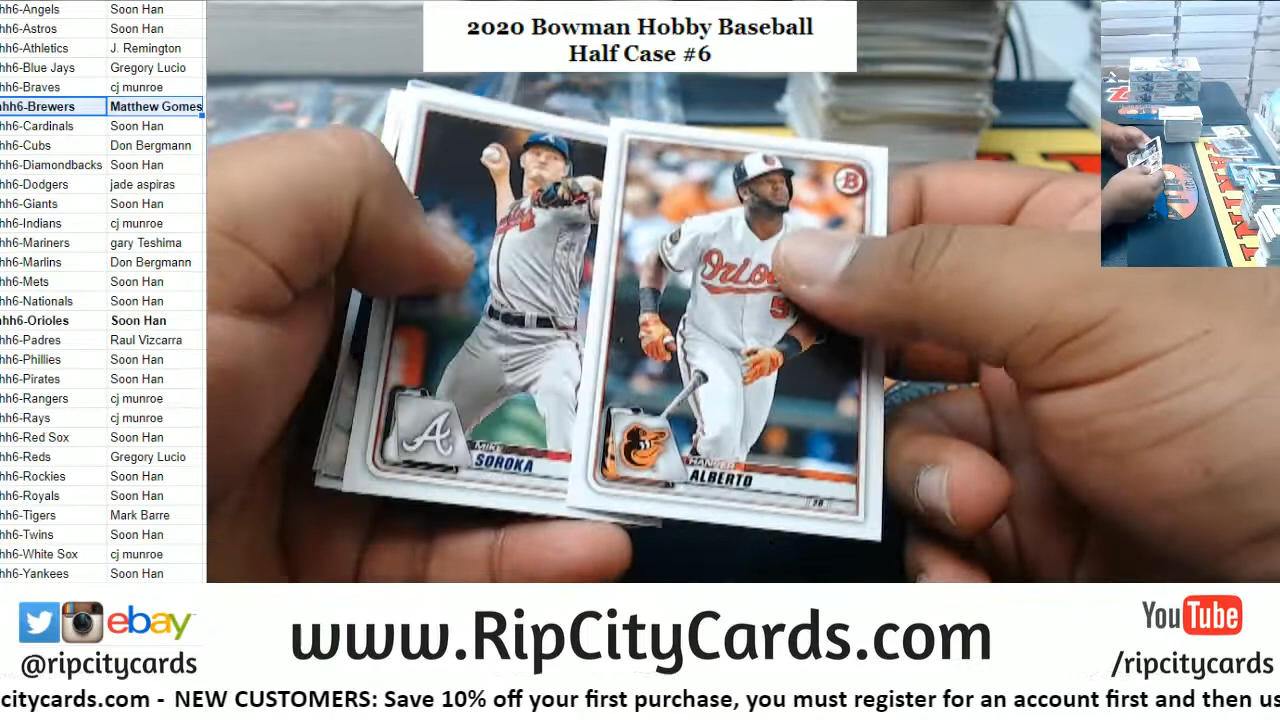 hh6-Angels Soon Han
hh6-Astros Soon Han
hh6-Athletics J. Remington
hh6-Blue Jays Gregory Lucio
hh6-Braves cj munroe
hh6-Brewers Matthew Gomes
hh6-Cardinals Soon Han
hh6-Cubs Don Bergmann
hh6-Diamondbacks Soon Han
hh6-Dodgers jade aspiras
hh6-Giants Soon Han
hh6-Indians cj munroe
hh6-Mariners gary Teshima
hh6-Marlins Don Bergmann
hh6-Mets Soon Han
hh6-Nationals Soon Han
hh6-Orioles Soon Han
hh6-Padres Raul Vizcarra
hh6-Phillies Soon Han
hh6-Pirates Soon Han
hh6-Rangers cj munroe
hh6-Rays cj munroe
hh6-Red Sox Soon Han
hh6-Reds Gregory Lucio
hh6-Rockies Soon Han
hh6-Royals Soon Han
hh6-Tigers Mark Barre
hh6-Twins Soon Han
hh6-White Sox cj munroe
hh6-Yankees Soon Han
2020 Bowman Hobby Baseball
Half Case #6
B
A
MIKE
SOROKA
HANSER
ALBERTO
2B
ebay
@ripcitycards
www.RipCityCards.com
YouTube
/ripcitycards
citycards.com - NEW CUSTOMERS: Save 10% off your first purchase, you must register for an account first and then us